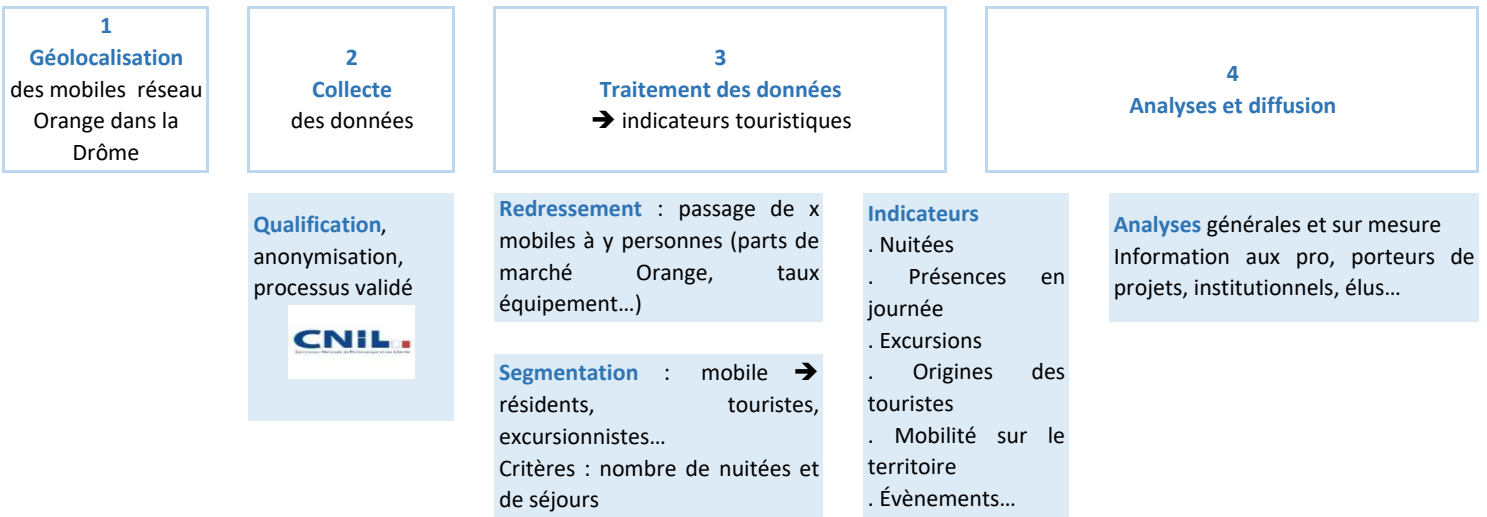 1
Géolocalisation
des mobiles réseau
Orange dans la
Drôme
2
Collecte
des données
3
Traitement des données
➔ indicateurs touristiques
4
Analyses et diffusion
Qualification,
anonymisation,
processus validé
CNIL
Redressement : passage de x
mobiles à y personnes (parts de
marché Orange, taux
équipement…)
Segmentation : mobile ➔
résidents, touristes,
excursionnistes…
Critères : nombre de nuitées et
de séjours
Indicateurs
. Nuitées
. Présences en
journée
. Excursions
. Origines des
touristes
. Mobilité sur le
territoire
. Évènements…
Analyses générales et sur mesure
Information aux pro, porteurs de
projets, institutionnels, élus…